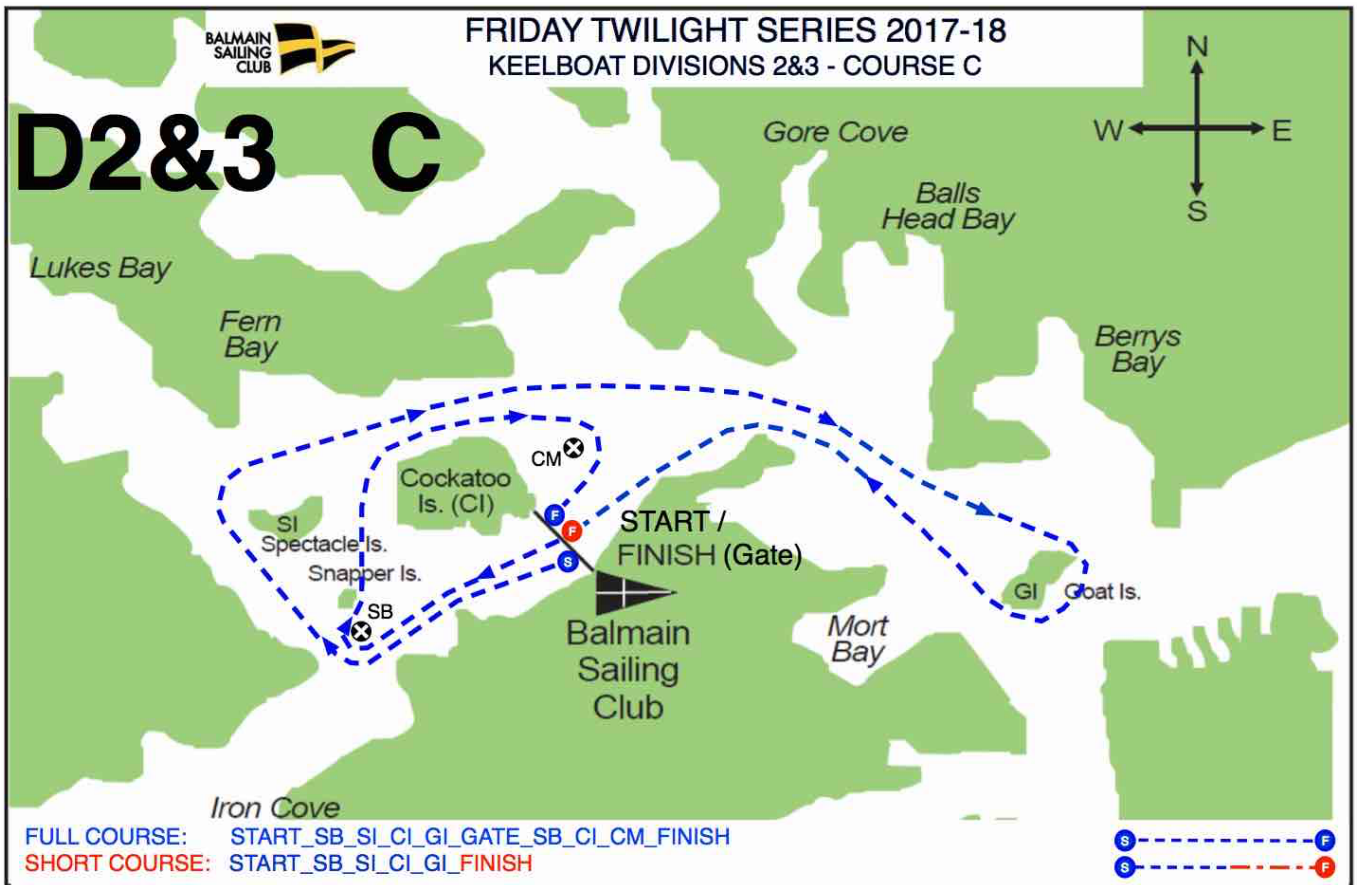 BALMAIN
SAILING
CLUB
FRIDAY TWILIGHT SERIES 2017-18
KEELBOAT DIVISIONS 2&3 - COURSE C
D2&3 C
N
W E
S
Gore Cove
Balls
Head Bay
Lukes Bay
Fern
Bay
Berrys
Bay
CM
Cockatoo
Is. (CI)
SI
Spectacle Is.
Snapper Is.
SB
F
F
S
START /
FINISH (Gate)
GI Goat Is.
Balmain
Sailing
Club
Mort
Bay
Iron Cove
FULL COURSE: START_SB_SI_CI_GI_GATE_SB_CI_CM_FINISH
SHORT COURSE: START_SB_SI_CI_GI_FINISH
S F
S F